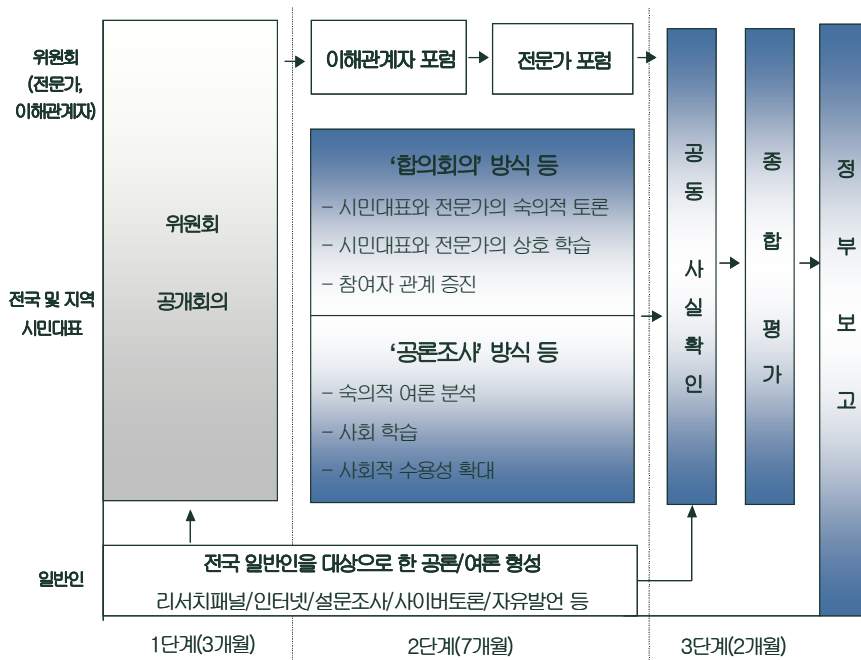 위원회
(전문가,
이해관계자)
이해관계자 포럼
전문가 포럼
위원회
공개회의
전국 및 지역
시민대표
‘합의회의’ 방식 등
- 시민대표와 전문가의 숙의적 토론
- 시민대표와 전문가의 상호 학습
- 참여자 관계 증진
‘공론조사’ 방식 등
- 숙의적 여론 분석
- 사회 학습
- 사회적 수용성 확대
공동 사실확인
종합 평가
정부보고
일반인
전국 일반인을 대상으로 한 공론/여론 형성
리서치패널/인터넷/설문조사/사이버토론/자유발언 등
1단계(3개월)
2단계(7개월)
3단계(2개월)